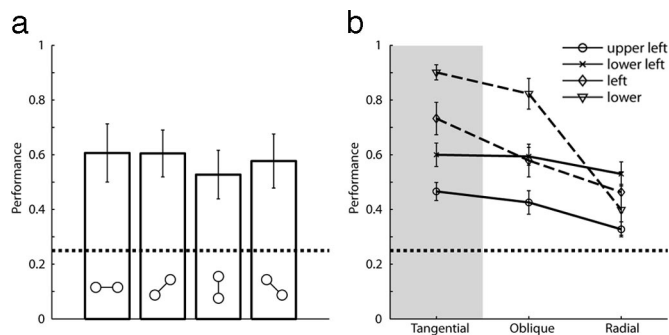 a
b
1
0.8
0.6
0.4
0.2
0
Performance
1
0.8
0.6
0.4
0.2
0
Performance
upper left
lower left
left
lower
Tangential
Oblique
Radial